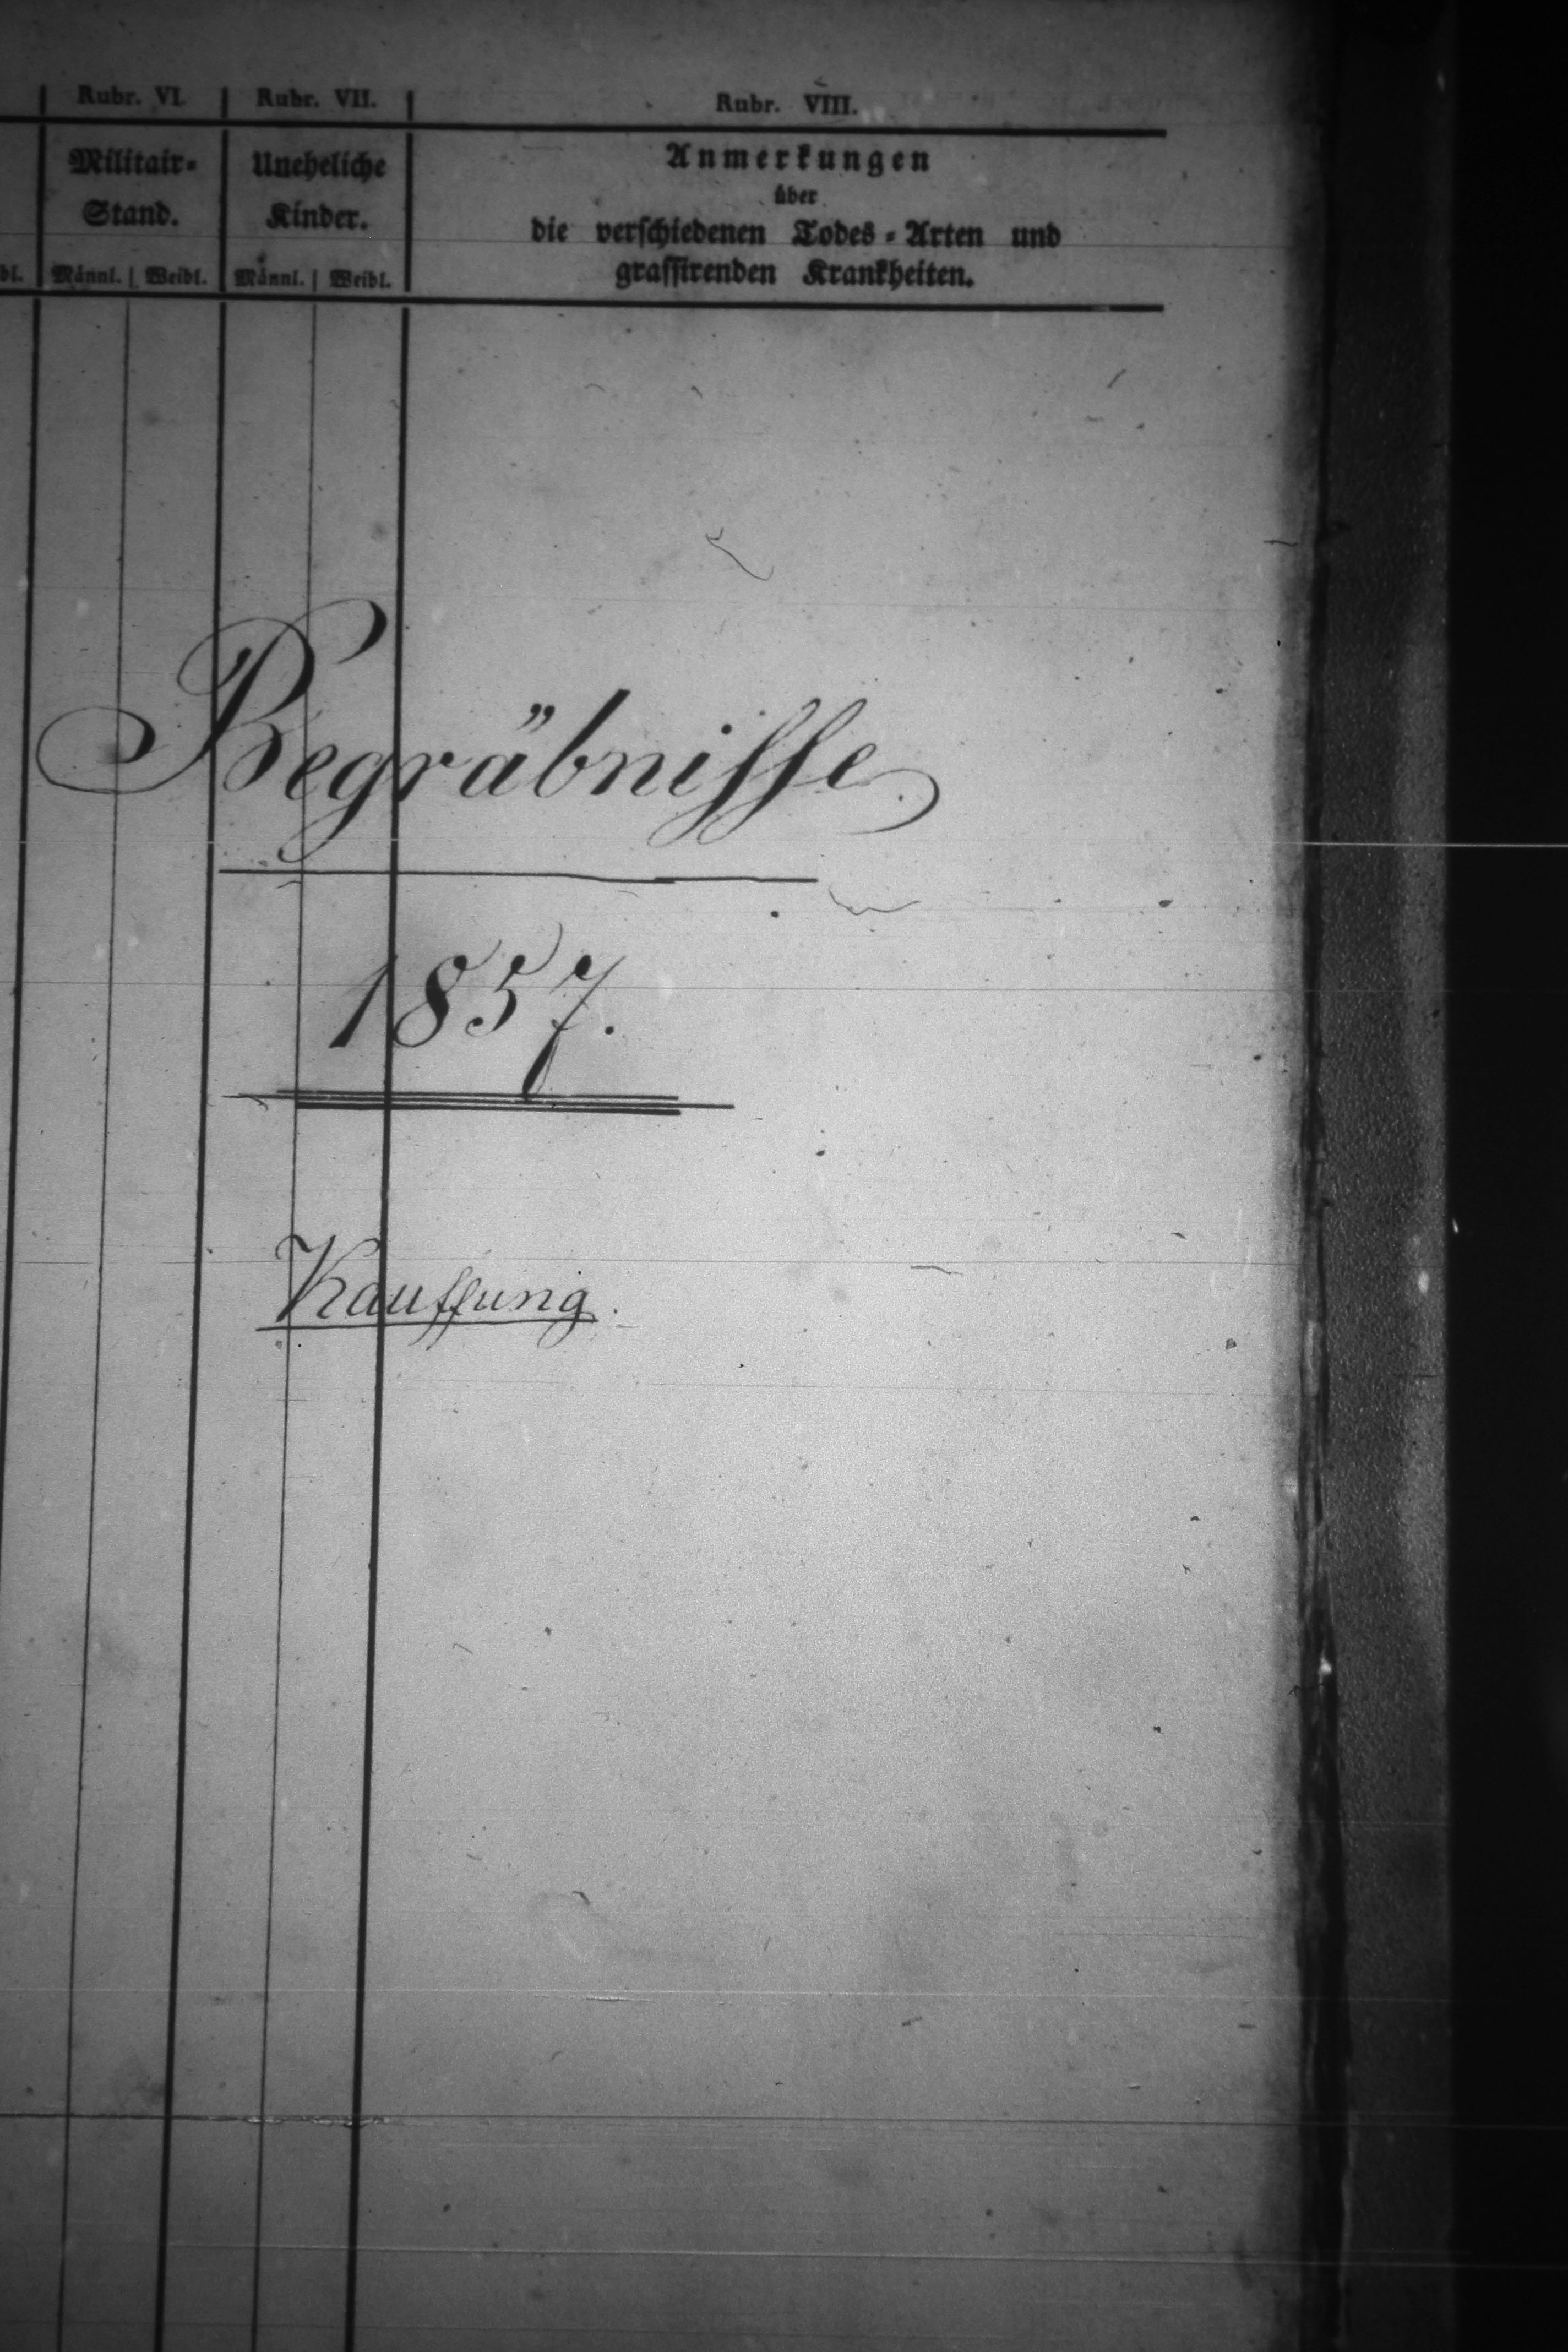 Rubr. VI. Rubr. VII. Rubr. VIII.
Militair=
Stand.
Uneheliche
Kinder.
Anmerkungen
über
die verschiedenen Todes=Arten und
grassirenden Krankheiten.
bl. Männl. Weibl. Männl. Weibl.
Begräbnisse.
1857.
Kauffung.